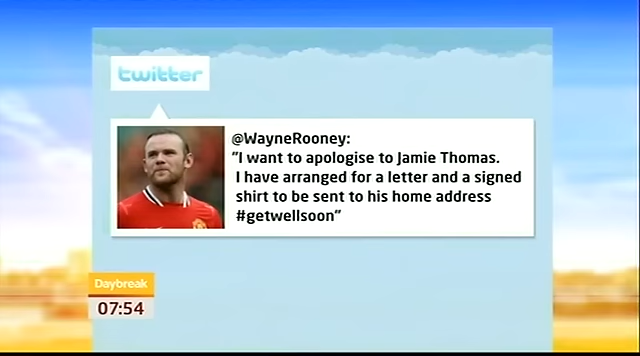 twitter
@WayneRooney:
"I want to apologise to Jamie Thomas.
I have arranged for a letter and a signed
shirt to be sent to his home address
#getwellsoon"
Daybreak
07:54